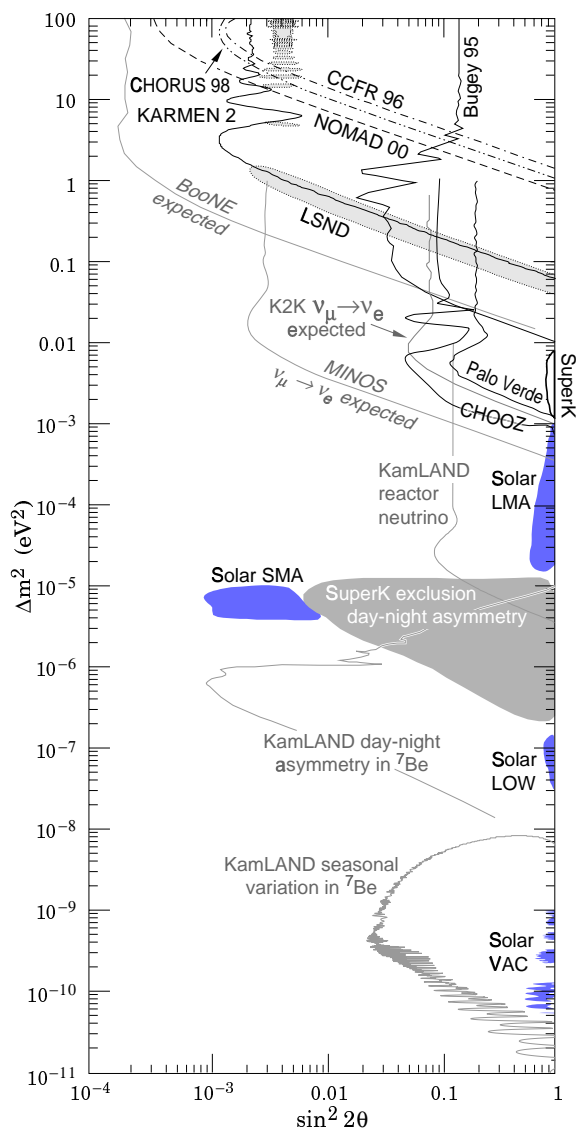 100
10
1
0.1
0.01
10⁻³
10⁻⁴
10⁻⁵
10⁻⁶
10⁻⁷
10⁻⁸
10⁻⁹
10⁻¹⁰
10⁻¹¹
Δm² (eV²)
CHORUS 98
KARMEN 2
CCFR 96
NOMAD 00
Bugey 95
BooNE
expected
LSND
K2K νμ→νe
expected
MINOS
νμ → νe expected
Palo Verde
CHOOZ
SuperK
KamLAND
reactor
neutrino
Solar
LMA
Solar SMA
SuperK exclusion
day-night asymmetry
KamLAND day-night
asymmetry in ⁷Be
Solar
LOW
KamLAND seasonal
variation in ⁷Be
Solar
VAC
10⁻⁴
10⁻³
0.01
0.1
1
sin² 2θ